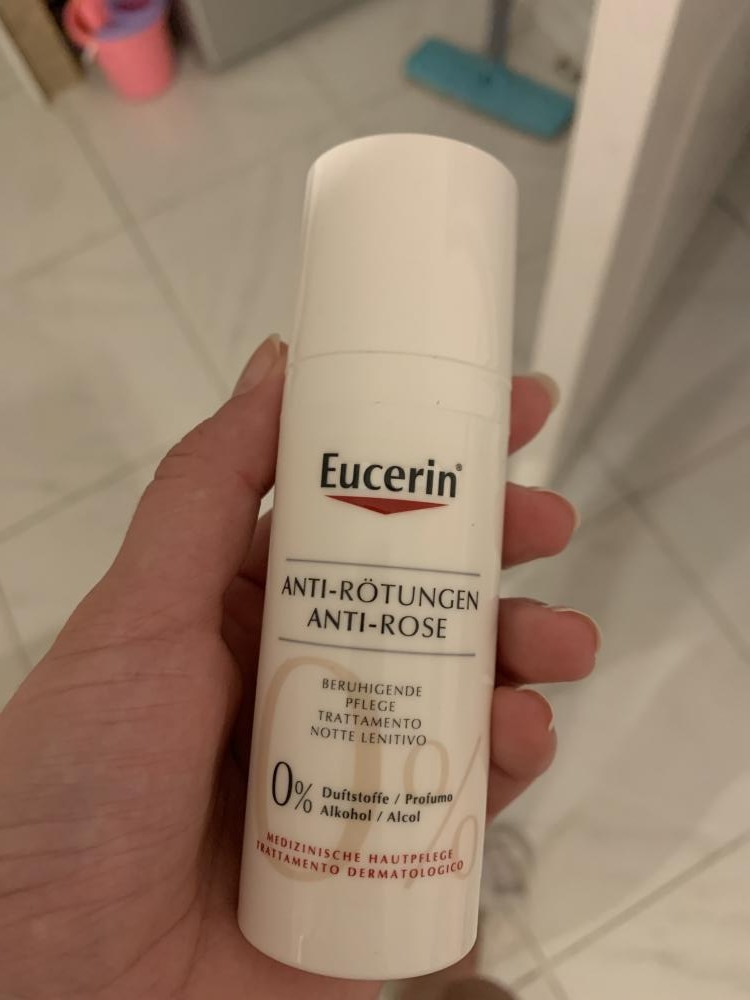 Eucerin®
ANTI-RÖTUNGEN
ANTI-ROSE
BERUHIGENDE
PFLEGE
TRATTAMENTO
NOTTE LENITIVO
0%
0% Duftstoffe / Profumo
Alkohol / Alcol
MEDIZINISCHE HAUTPFLEGE
TRATTAMENTO DERMATOLOGICO